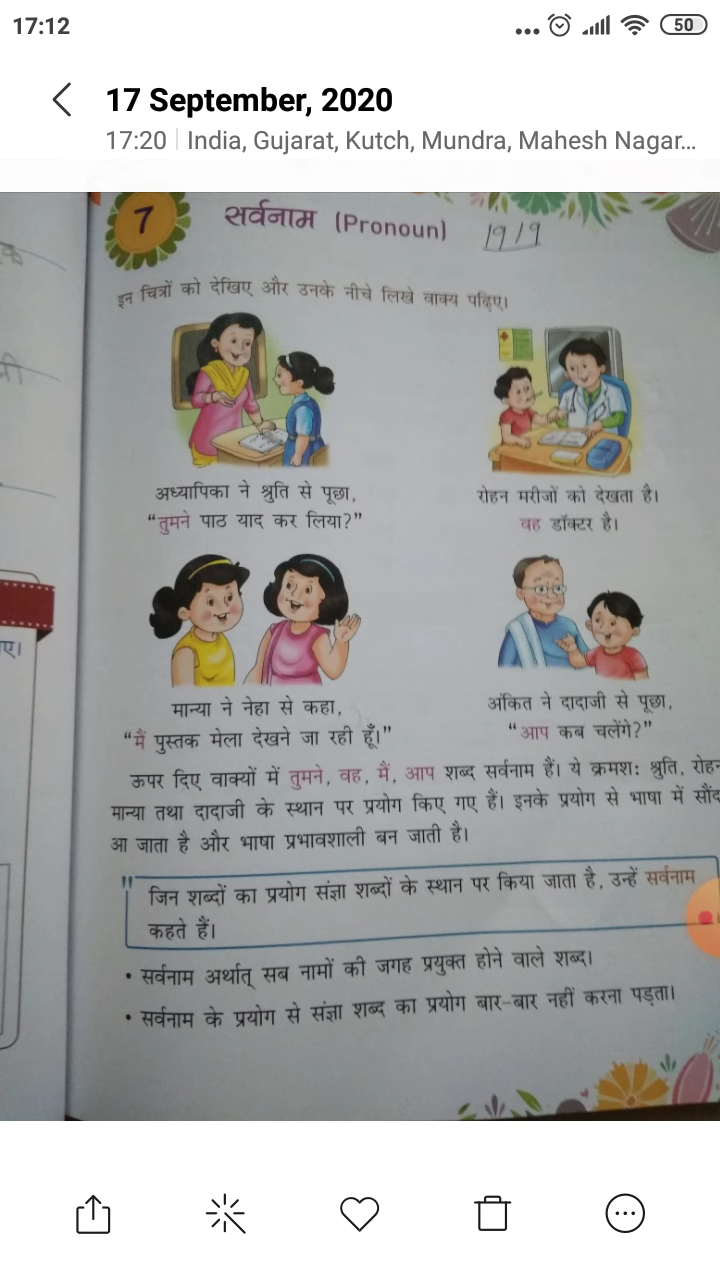 17:12
50
17 September, 2020
17:20 | India, Gujarat, Kutch, Mundra, Mahesh Nagar...
7
सर्वनाम (Pronoun)
19/9
इन चित्रों को देखिए और उनके नीचे लिखे वाक्य पढ़िए।
अध्यापिका ने श्रुति से पूछा,
“तुमने पाठ याद कर लिया?”
रोहन मरीजों को देखता है।
वह डॉक्टर है।
मान्या ने नेहा से कहा,
“मैं पुस्तक मेला देखने जा रही हूँ।”
अंकित ने दादाजी से पूछा,
“आप कब चलेंगे?”
ऊपर दिए वाक्यों में तुमने, वह, मैं, आप शब्द सर्वनाम हैं। ये क्रमशः श्रुति, रोहन
मान्या तथा दादाजी के स्थान पर प्रयोग किए गए हैं। इनके प्रयोग से भाषा में सौंद
आ जाता है और भाषा प्रभावशाली बन जाती है।
जिन शब्दों का प्रयोग संज्ञा शब्दों के स्थान पर किया जाता है, उन्हें सर्वनाम
कहते हैं।
• सर्वनाम अर्थात् सब नामों की जगह प्रयुक्त होने वाले शब्द।
• सर्वनाम के प्रयोग से संज्ञा शब्द का प्रयोग बार-बार नहीं करना पड़ता।